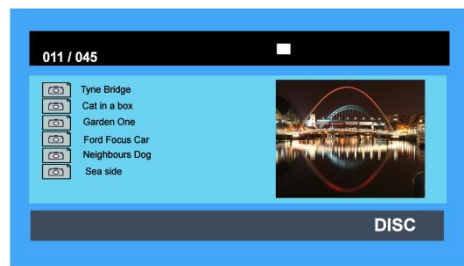 011 / 045
Tyne Bridge
Cat in a box
Garden One
Ford Focus Car
Neighbours Dog
Sea side
DISC